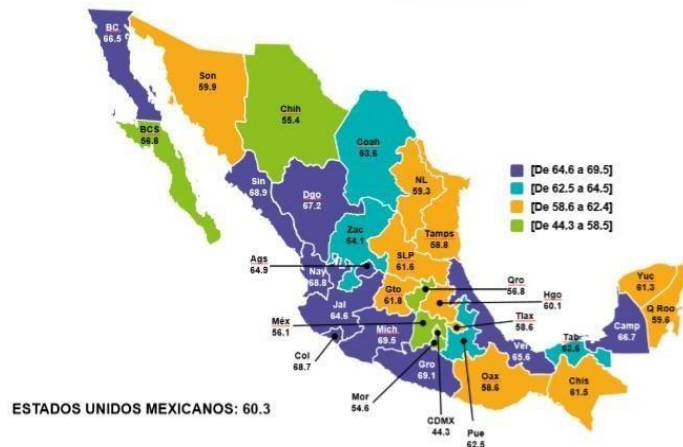 BC
66.5
Son
59.9
Chih
55.4
BCS
56.8
Coah
63.6
Sin
68.9
Dgo
67.2
NL
59.3
Tamps
58.8
Zac
64.1
SLP
61.6
Ags
64.9
Nay
68.8
Gto
61.8
Jal
64.6
Méx
56.1
Mich
69.5
Col
68.7
Gro
69.1
Mor
54.6
CDMX
44.3
Pue
62.5
Qro
56.8
Hgo
60.1
Tlax
58.6
Ver
65.6
Oax
58.6
Tab
Chis
61.5
Camp
66.7
Yuc
61.3
Q Roo
59.6
[De 64.6 a 69.5]
[De 62.5 a 64.5]
[De 58.6 a 62.4]
[De 44.3 a 58.5]
ESTADOS UNIDOS MEXICANOS: 60.3